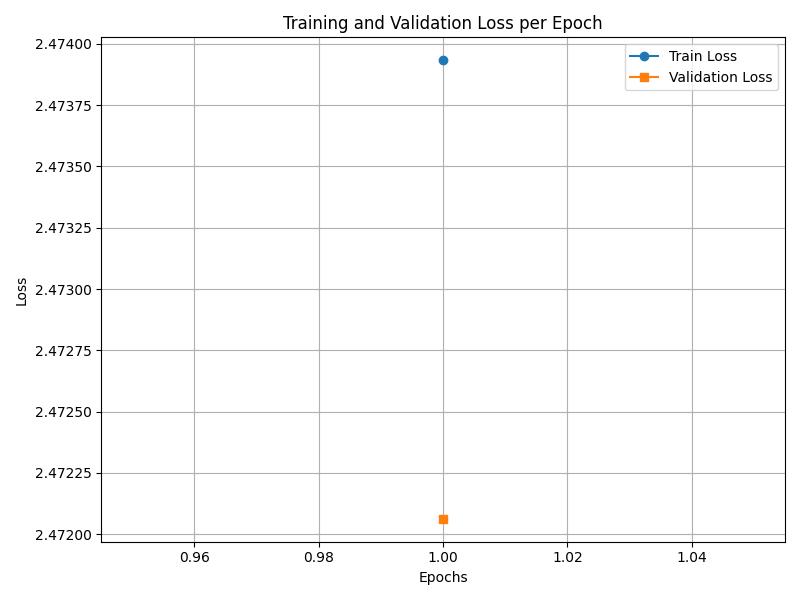 Training and Validation Loss per Epoch
Train Loss
Validation Loss
2.47400
2.47375
2.47350
2.47325
2.47300
2.47275
2.47250
2.47225
2.47200
Loss
0.96 0.98 1.00 1.02 1.04
Epochs